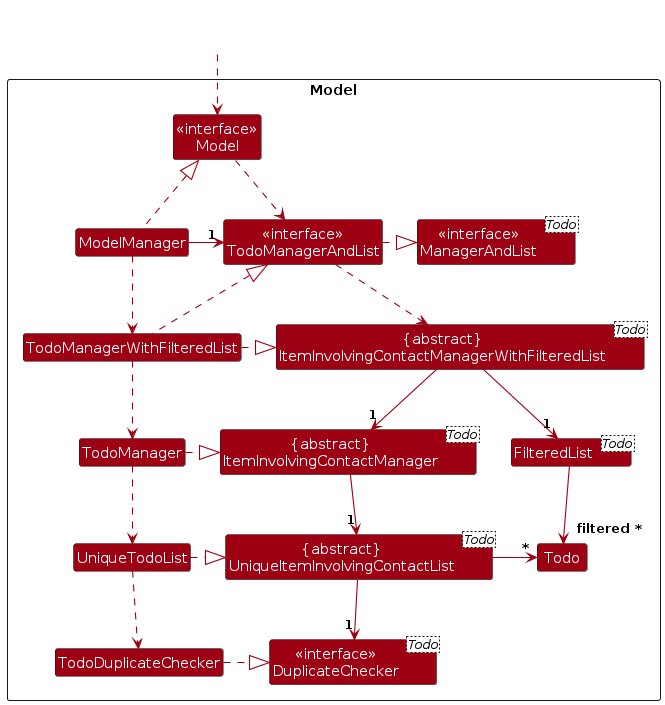 Model
«interface»
Model
ModelManager
1
«interface»
TodoManagerAndList
Todo
«interface»
ManagerAndList
TodoManagerWithFilteredList
Todo
{abstract}
ItemInvolvingContactManagerWithFilteredList
1
1
TodoManager
Todo
{abstract}
ItemInvolvingContactManager
Todo
FilteredList
1
filtered *
UniqueTodoList
Todo
{abstract}
UniqueItemInvolvingContactList
*
Todo
1
TodoDuplicateChecker
Todo
«interface»
DuplicateChecker